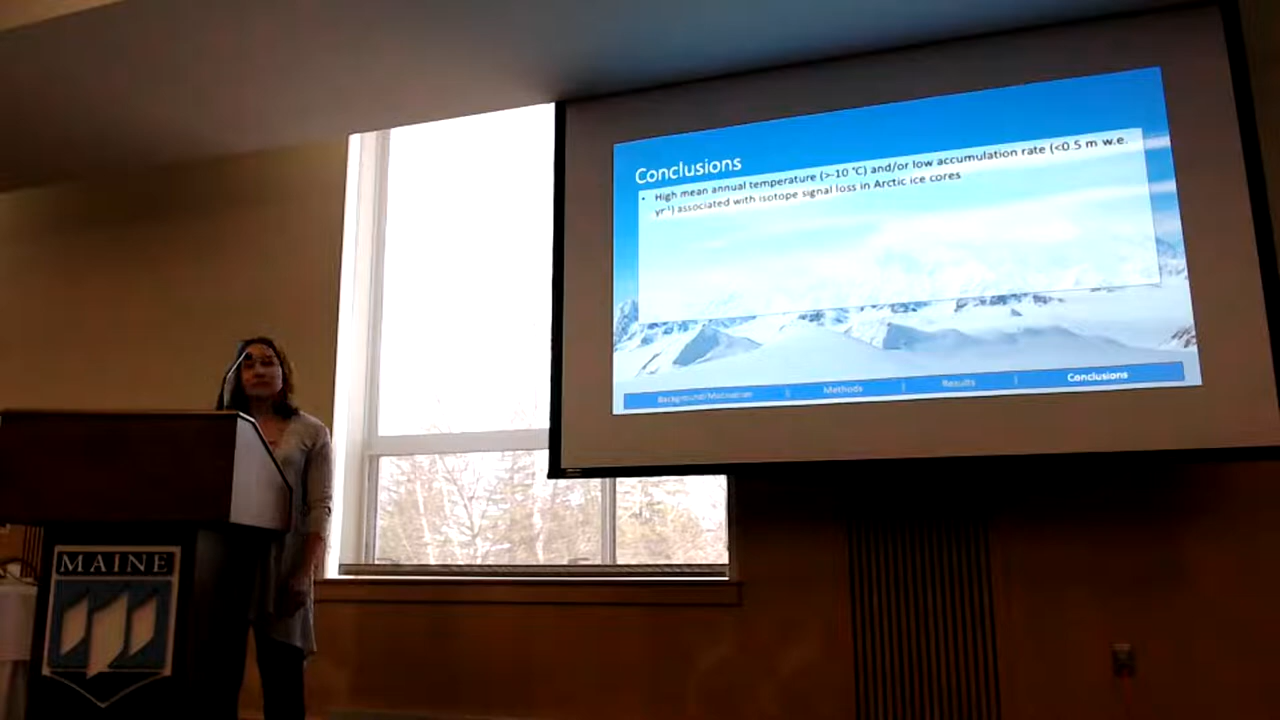 Conclusions
• High mean annual temperature (>-10 °C) and/or low accumulation rate (<0.5 m w.e.
yr⁻¹) associated with isotope signal loss in Arctic ice cores
Background/Motivation | Methods | Results | Conclusions
MAINE